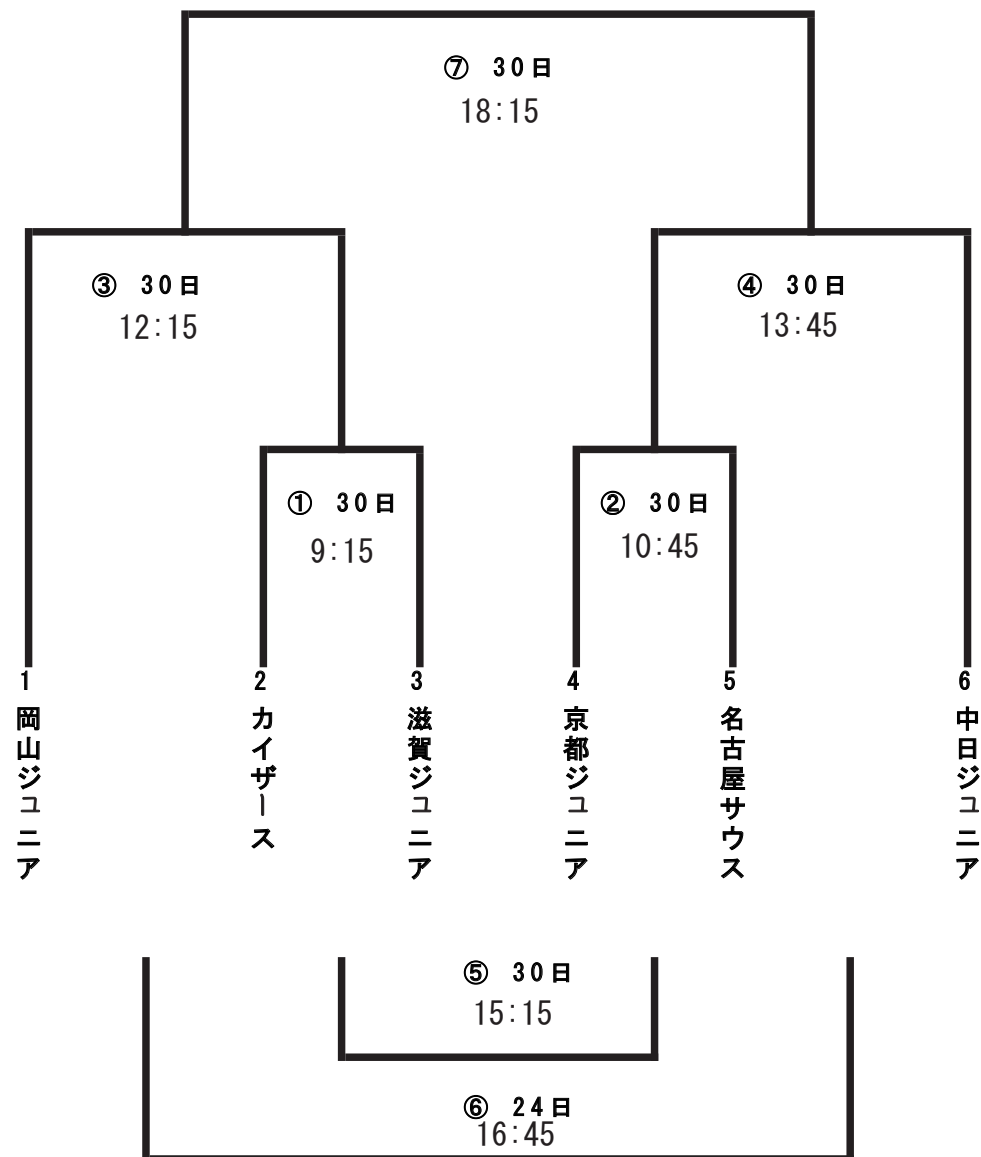 ⑦ 30日
18:15
③ 30日
12:15
④ 30日
13:45
① 30日
9:15
② 30日
10:45
1 岡山ジュニア
2 カイザース
3 滋賀ジュニア
4 京都ジュニア
5 名古屋サウス
6 中日ジュニア
⑤ 30日
15:15
⑥ 24日
16:45